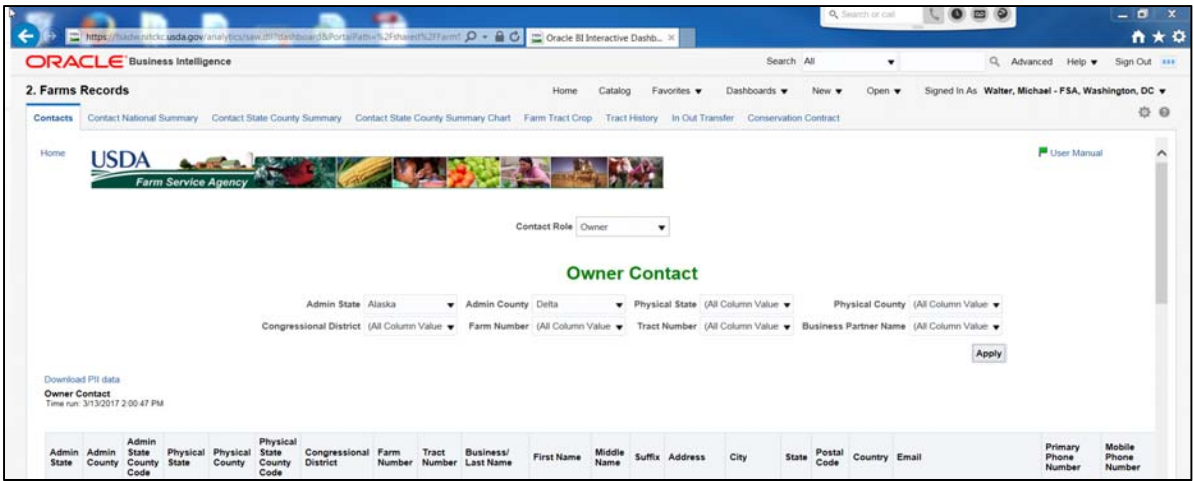 Search or call
https://fsadw.nitckc.usda.gov/analytics/saw.dll?dashboard&PortalPath=%2Fshared%2FFarm!
Oracle BI Interactive Dashb...
ORACLE Business Intelligence
Search All Advanced Help Sign Out
2. Farms Records
Home Catalog Favorites Dashboards New Open Signed In As Walter, Michael - FSA, Washington, DC
Contacts Contact National Summary Contact State County Summary Contact State County Summary Chart Farm Tract Crop Tract History In Out Transfer Conservation Contract
Home
User Manual
USDA
Farm Service Agency
Contact Role Owner
Owner Contact
Admin State Alaska Admin County Delta Physical State (All Column Value Physical County (All Column Value
Congressional District (All Column Value Farm Number (All Column Value Tract Number (All Column Value Business Partner Name (All Column Value
Apply
Download PII data
Owner Contact
Time run: 3/13/2017 2:00:47 PM
Admin State Admin County Admin State County Code Physical State Physical County Physical State County Code Congressional District Farm Number Tract Number Business/ Last Name First Name Middle Name Suffix Address City State Postal Code Country Email Primary Phone Number Mobile Phone Number